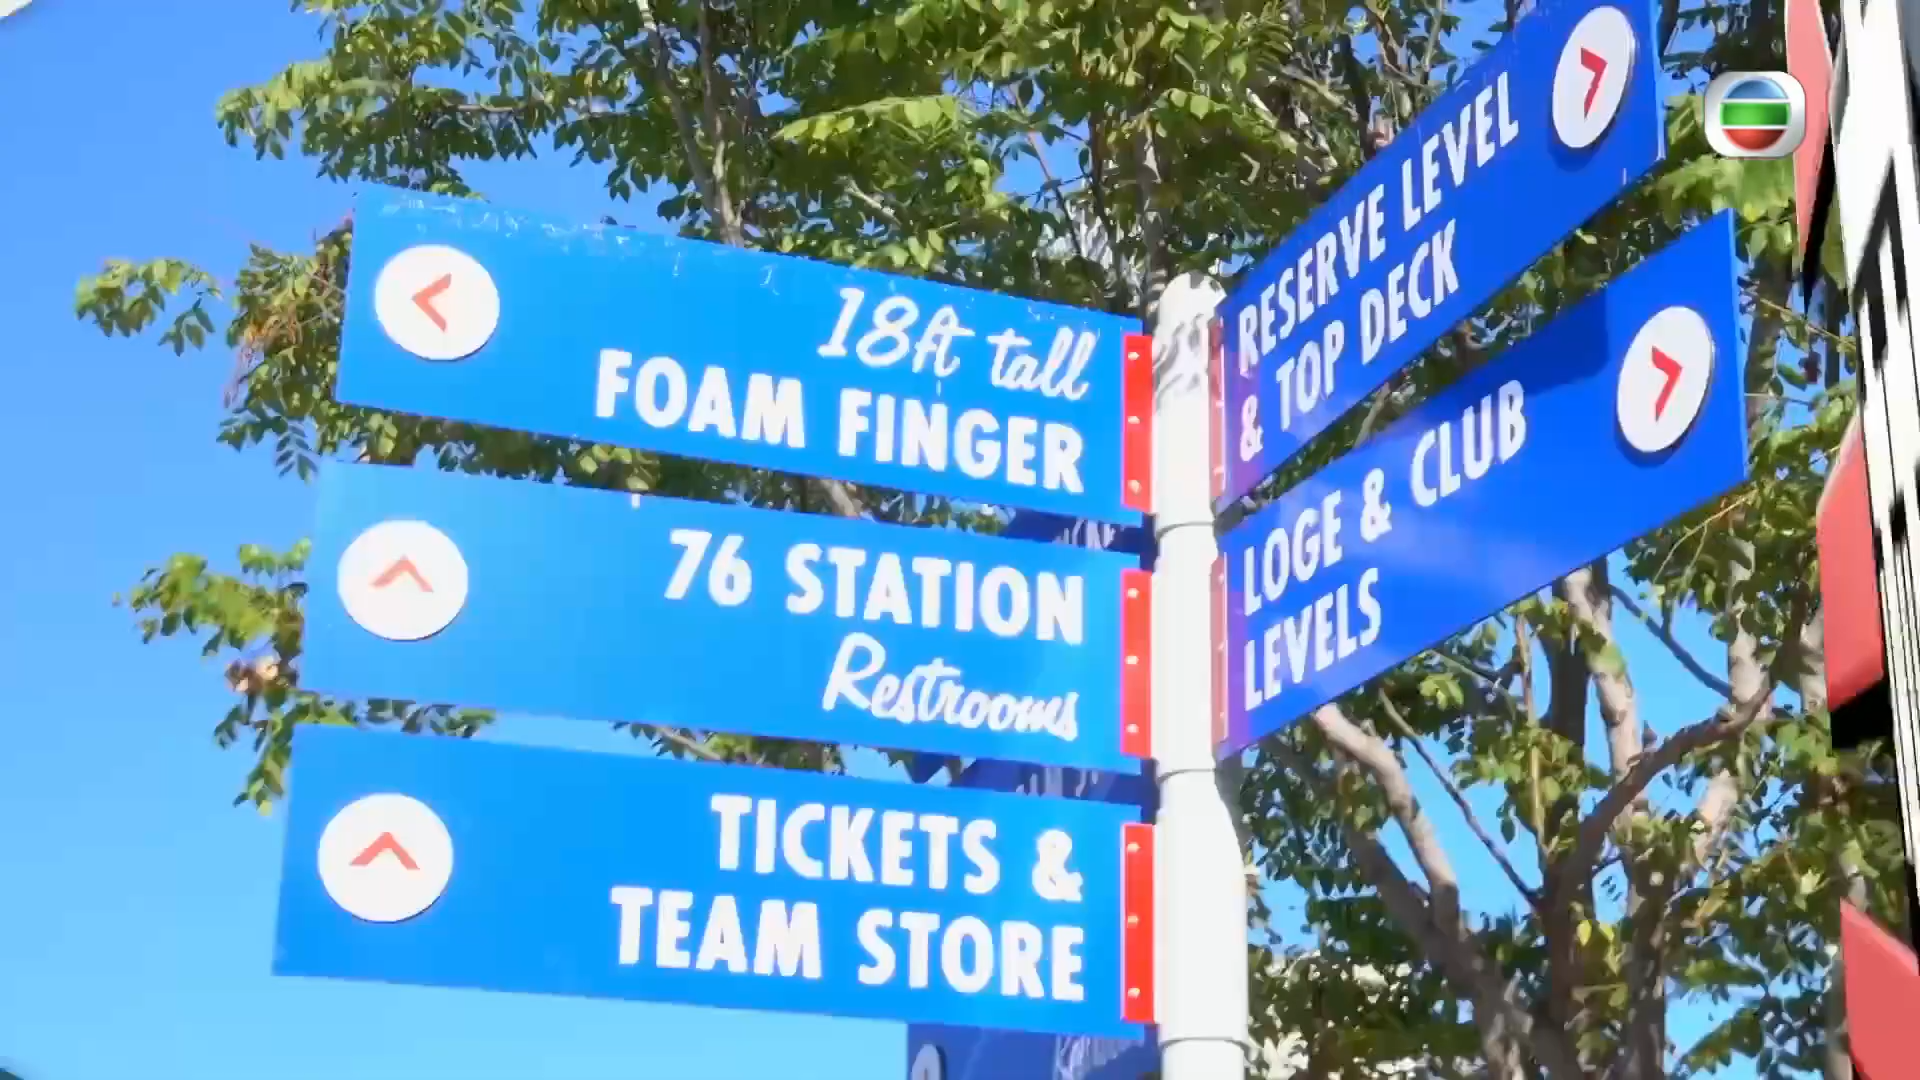 18ft tall
FOAM FINGER
76 STATION
Restrooms
TICKETS &
TEAM STORE
RESERVE LEVEL
& TOP DECK
LOGE & CLUB
LEVELS